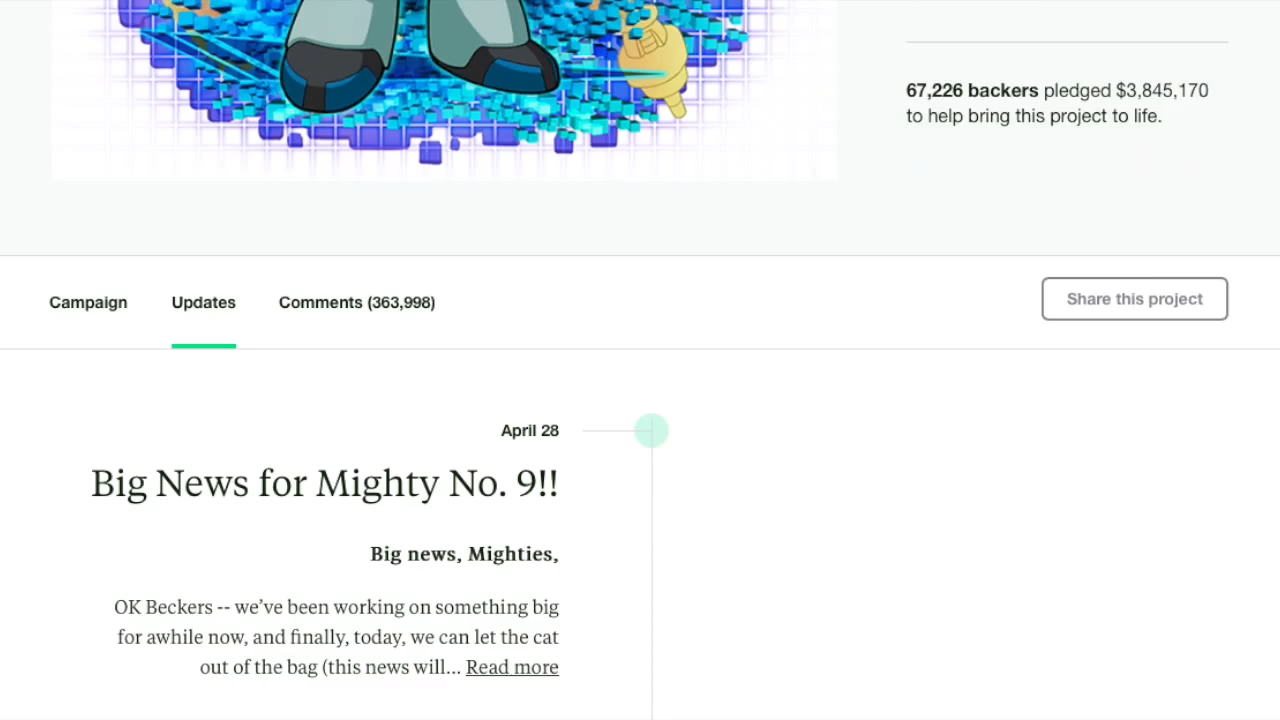 67,226 backers pledged $3,845,170
to help bring this project to life.
Campaign
Updates
Comments (363,998)
Share this project
April 28
Big News for Mighty No. 9!!
Big news, Mighties,
OK Beckers -- we’ve been working on something big
for awhile now, and finally, today, we can let the cat
out of the bag (this news will... Read more